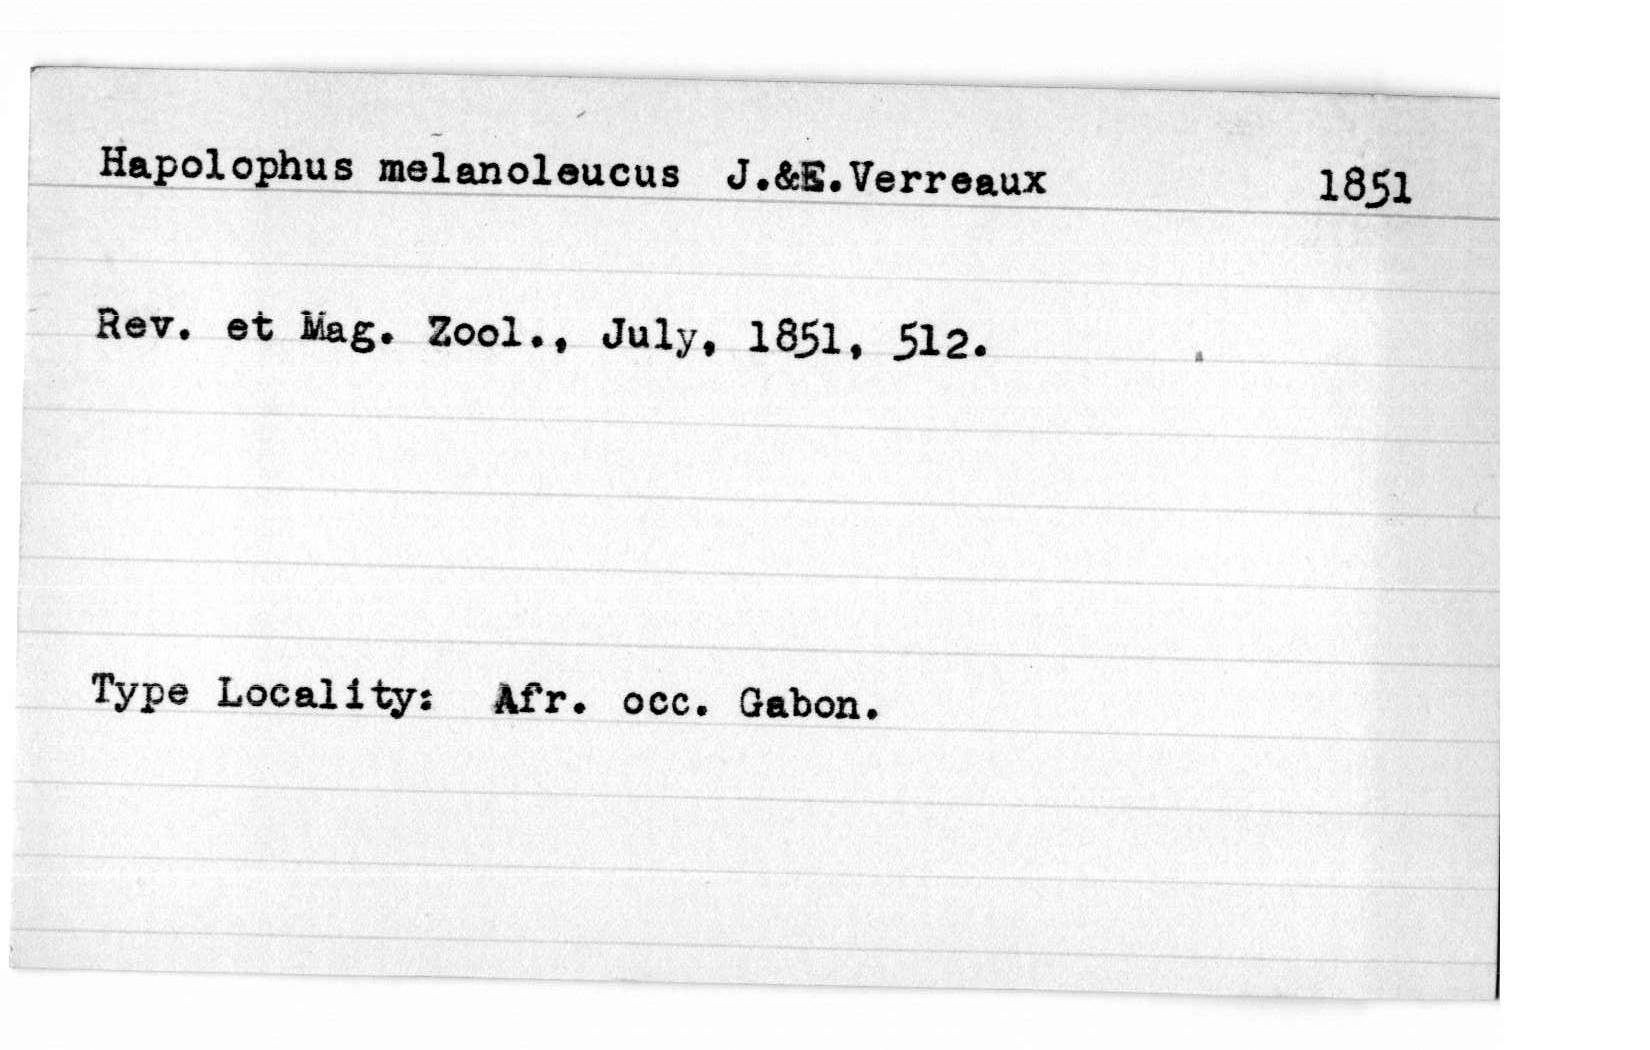 Hapolophus melanoleucus J.&E.Verreaux 1851
Rev. et Mag. Zool., July, 1851, 512.
Type Locality: Afr. occ. Gabon.